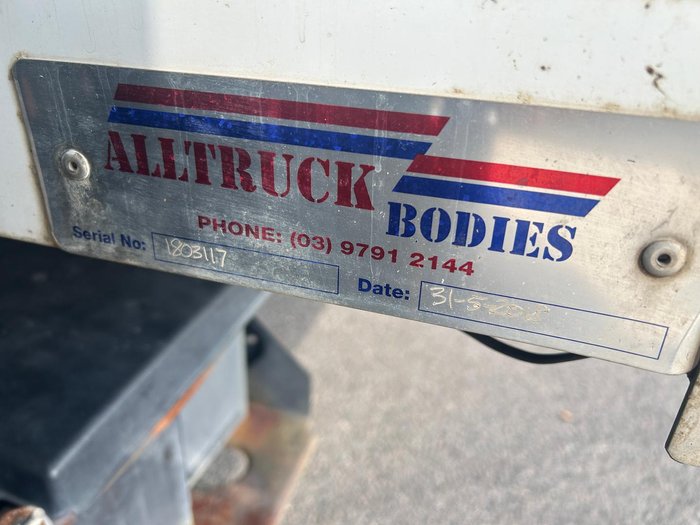 ALLTRUCK
BODIES
PHONE: (03) 9791 2144
Serial No: 1803117
Date: